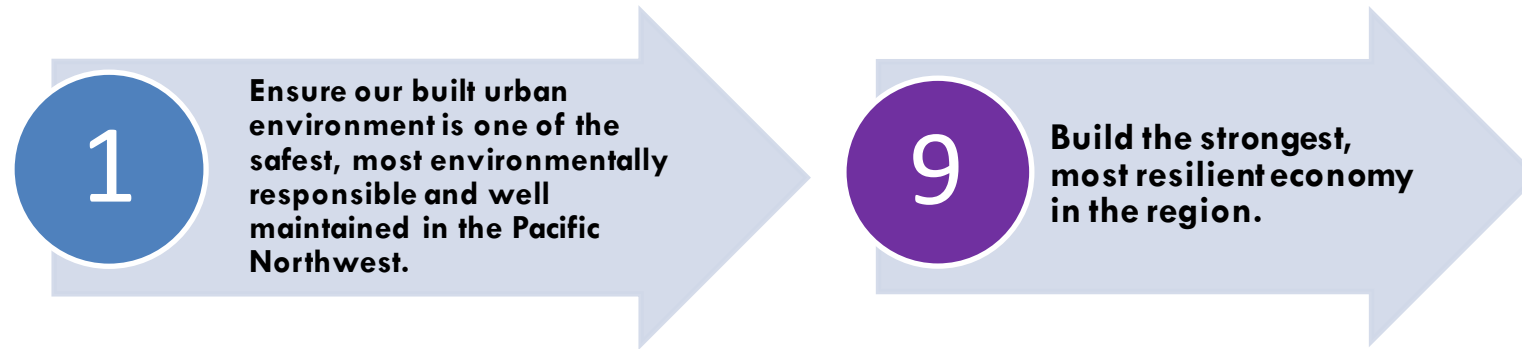 1
Ensure our built urban
environment is one of the
safest, most environmentally
responsible and well
maintained in the Pacific
Northwest.
9
Build the strongest,
most resilient economy
in the region.